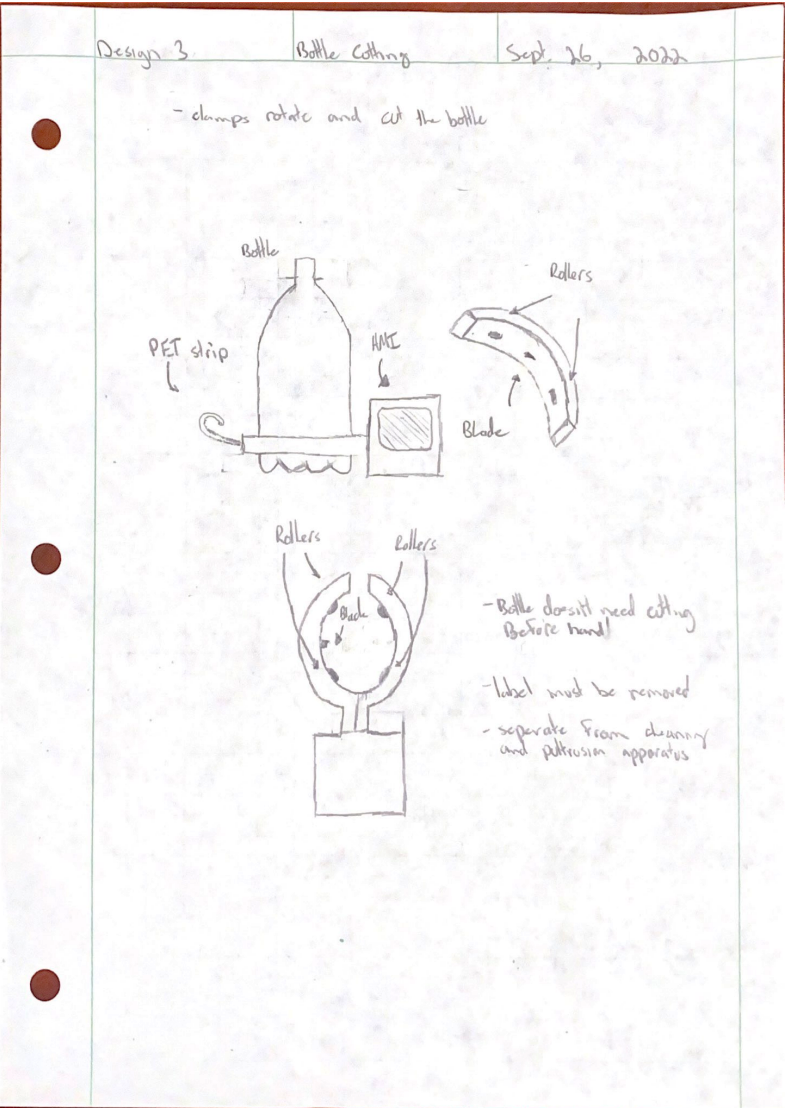 Design 3
Bottle Cutting
Sept. 26, 2022
- clamps rotate and cut the bottle
Bottle
Rollers
PET strip
HMI
Blade
Rollers
Rollers
Blade
- Bottle doesn't need cutting
Before hand!
- label must be removed
- separate from cleaning
and pultrusion apparatus